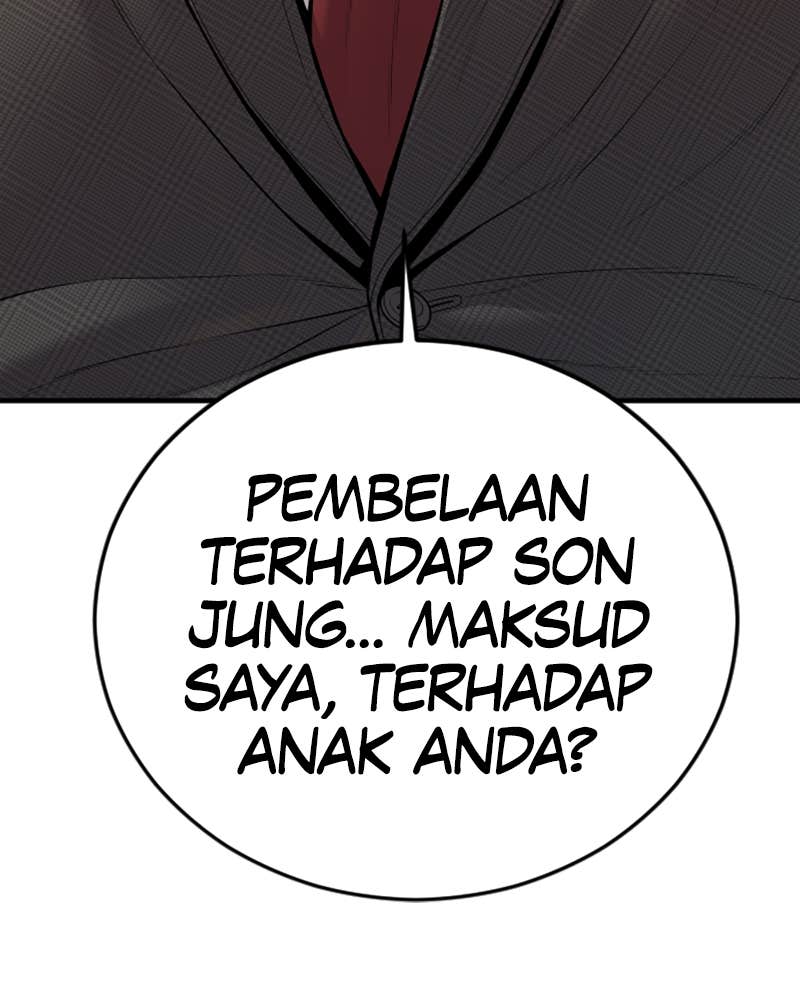 PEMBELAAN
TERHADAP SON
JUNG... MAKSUD
SAYA, TERHADAP
ANAK ANDA?